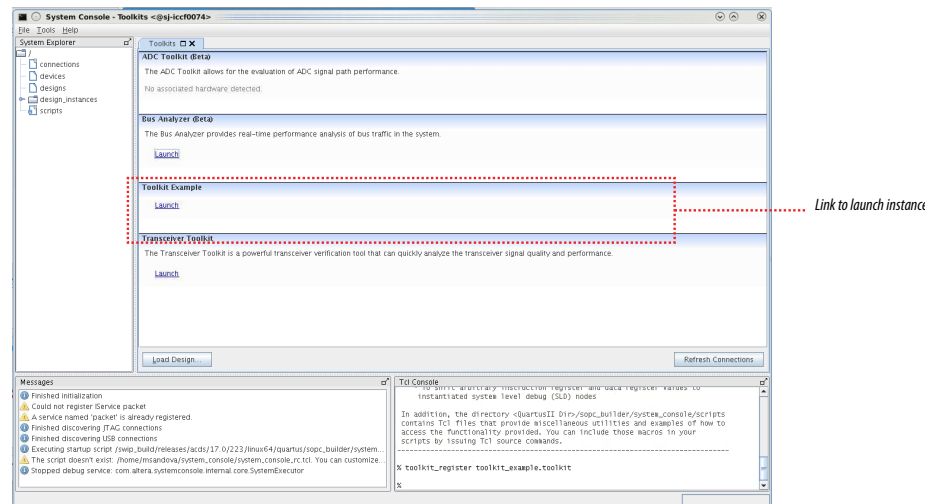 System Console - Toolkits <@sj-iccf0074>
File Tools Help
System Explorer
/
connections
devices
designs
design_instances
scripts
Toolkits
ADC Toolkit (Beta)
The ADC Toolkit allows for the evaluation of ADC signal path performance.
No associated hardware detected.
Bus Analyzer (Beta)
The Bus Analyzer provides real-time performance analysis of bus traffic in the system.
Launch
Toolkit Example
Launch
Link to launch instance
Transceiver Toolkit
The Transceiver Toolkit is a powerful transceiver verification tool that can quickly analyze the transceiver signal quality and performance.
Launch
Load Design...
Refresh Connections
Messages
Finished initialization
Could not register IService packet
A service named 'packet' is already registered.
Finished discovering JTAG connections
Finished discovering USB connections
Executing startup script /swip_build/releases/acds/17.0/223/linux64/quartus/sopc_builder/system...
The script doesn't exist: /home/msandova/system_console/system_console_rc.tcl. You can customize...
Stopped debug service: com.altera.systemconsole.internal.core.SystemExecutor
Tcl Console
- To shift arbitrary instruction register and data register values to
instantiated system level debug (SLD) nodes
In addition, the directory <QuartusII Dir>/sopc_builder/system_console/scripts
contains Tcl files that provide miscellaneous utilities and examples of how to
access the functionality provided. You can include those macros in your
scripts by issuing Tcl source commands.
-----------------------------------------------------------------------
% toolkit_register toolkit_example.toolkit
%